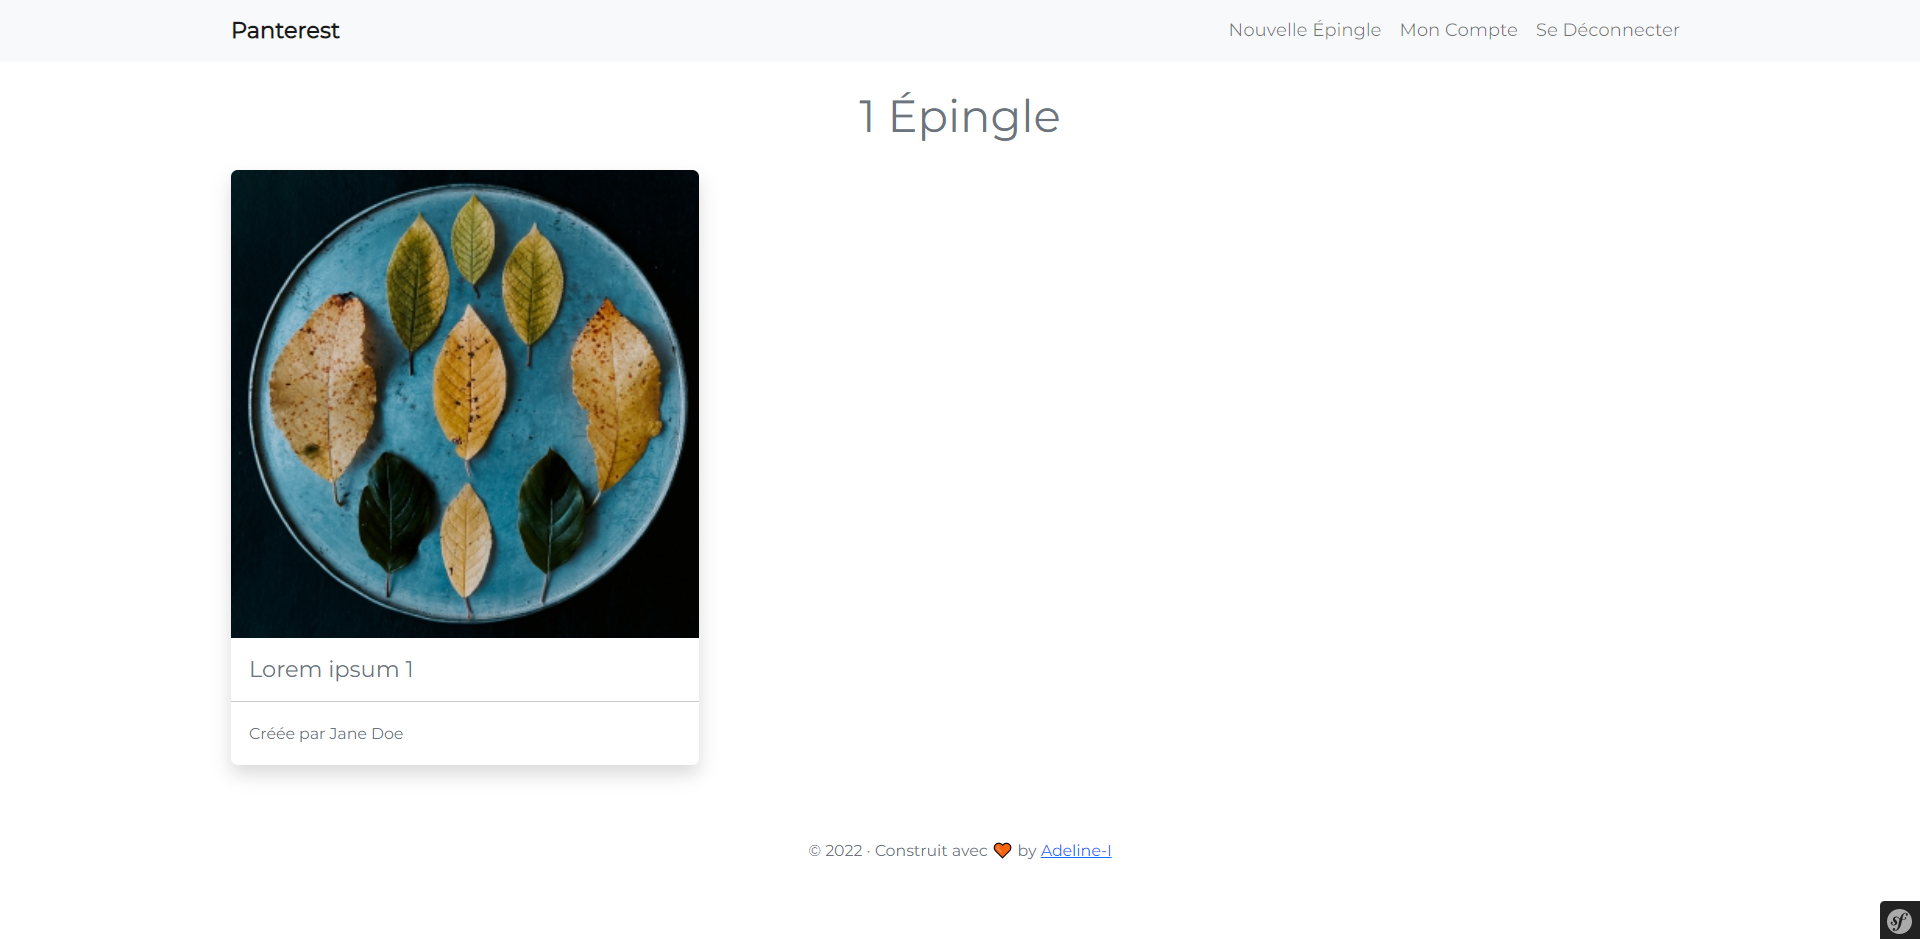 Panterest
Nouvelle Épingle Mon Compte Se Déconnecter
1 Épingle
Lorem ipsum 1
Créée par Jane Doe
© 2022 · Construit avec 🧡 by Adeline-I
sf